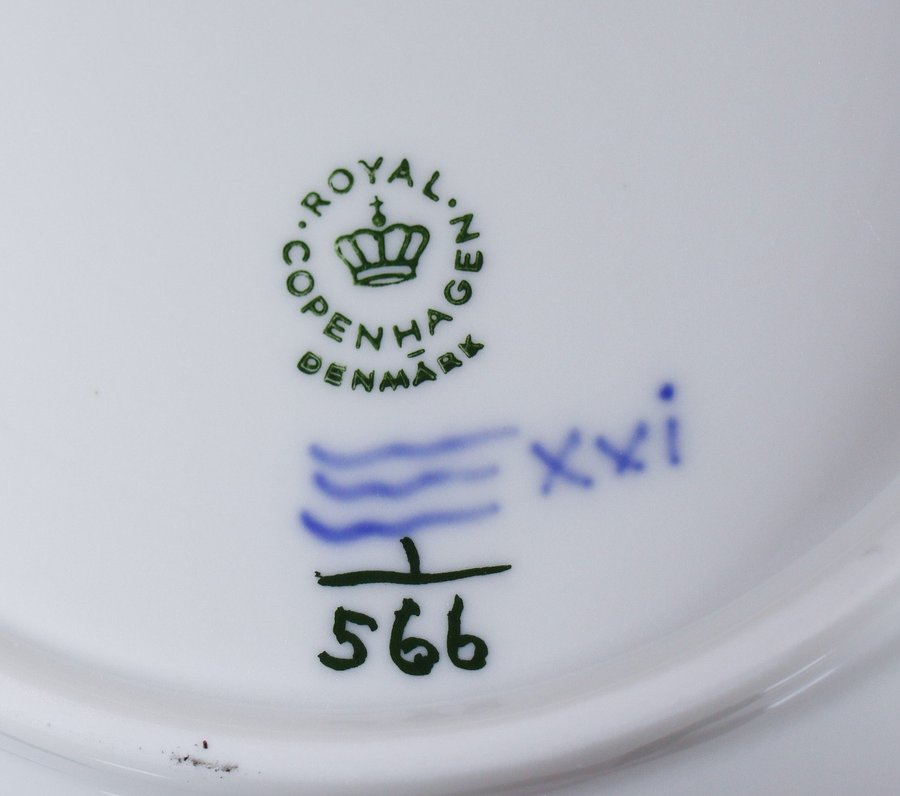 ROYAL
COPENHAGEN
DENMARK
xxi
1
566